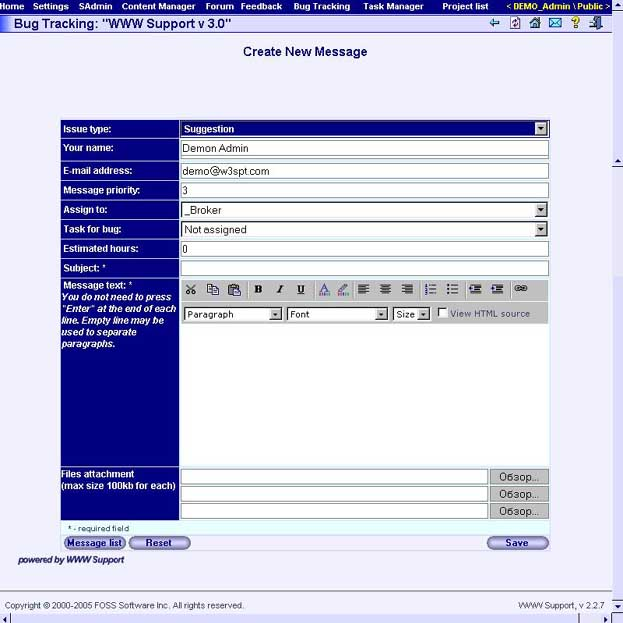 Home Settings SAdmin Content Manager Forum Feedback Bug Tracking Task Manager Project list < DEMO_Admin \ Public >
Bug Tracking: "WWW Support v 3.0"
Create New Message
Issue type: Suggestion
Your name: Demon Admin
E-mail address: demo@w3spt.com
Message priority: 3
Assign to: _Broker
Task for bug: Not assigned
Estimated hours: 0
Subject: *
Message text: *
You do not need to press
"Enter" at the end of each
line. Empty line may be
used to separate
paragraphs.
B I U
Paragraph Font Size View HTML source
Files attachment
(max size 100kb for each)
Обзор...
Обзор...
Обзор...
* - required field
Message list Reset Save
powered by WWW Support
Copyright © 2000-2005 FOSS Software Inc. All rights reserved. WWW Support, v 2.2.7